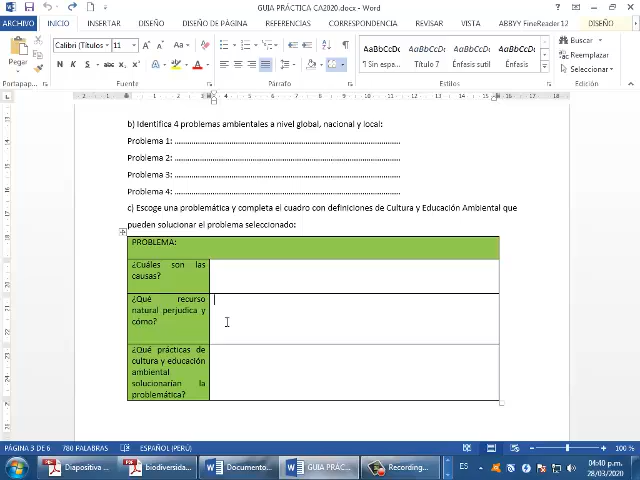 GUIA PRÁCTICA CA2020.docx - Word
ARCHIVO INICIO INSERTAR DISEÑO DISEÑO DE PÁGINA REFERENCIAS CORRESPONDENCIA REVISAR VISTA ABBYY FineReader 12 DISEÑO
Calibri (Títulos 11
Pegar
Portapapeles Fuente Párrafo Estilos
AaBbCcDc AaBbCcDc AaBbCcDc AaBbCcDc
¶ Sin espa... Título 7 Énfasis sutil Énfasis
Buscar
Reemplazar
Seleccionar
b) Identifica 4 problemas ambientales a nivel global, nacional y local:
Problema 1: ................................................................
Problema 2: ................................................................
Problema 3: ................................................................
Problema 4: ................................................................
c) Escoge una problemática y completa el cuadro con definiciones de Cultura y Educación Ambiental que
pueden solucionar el problema seleccionado:
PROBLEMA:
¿Cuáles son las
causas?
¿Qué recurso
natural perjudica y
cómo?
¿Qué prácticas de
cultura y educación
ambiental
solucionarían la
problemática?
PÁGINA 3 DE 6 780 PALABRAS ESPAÑOL (PERÚ) 100 %
Diapositiva ... biodiversida... Documento... GUIA PRÁC... Recording... ES
04:40 p.m.
28/03/2020